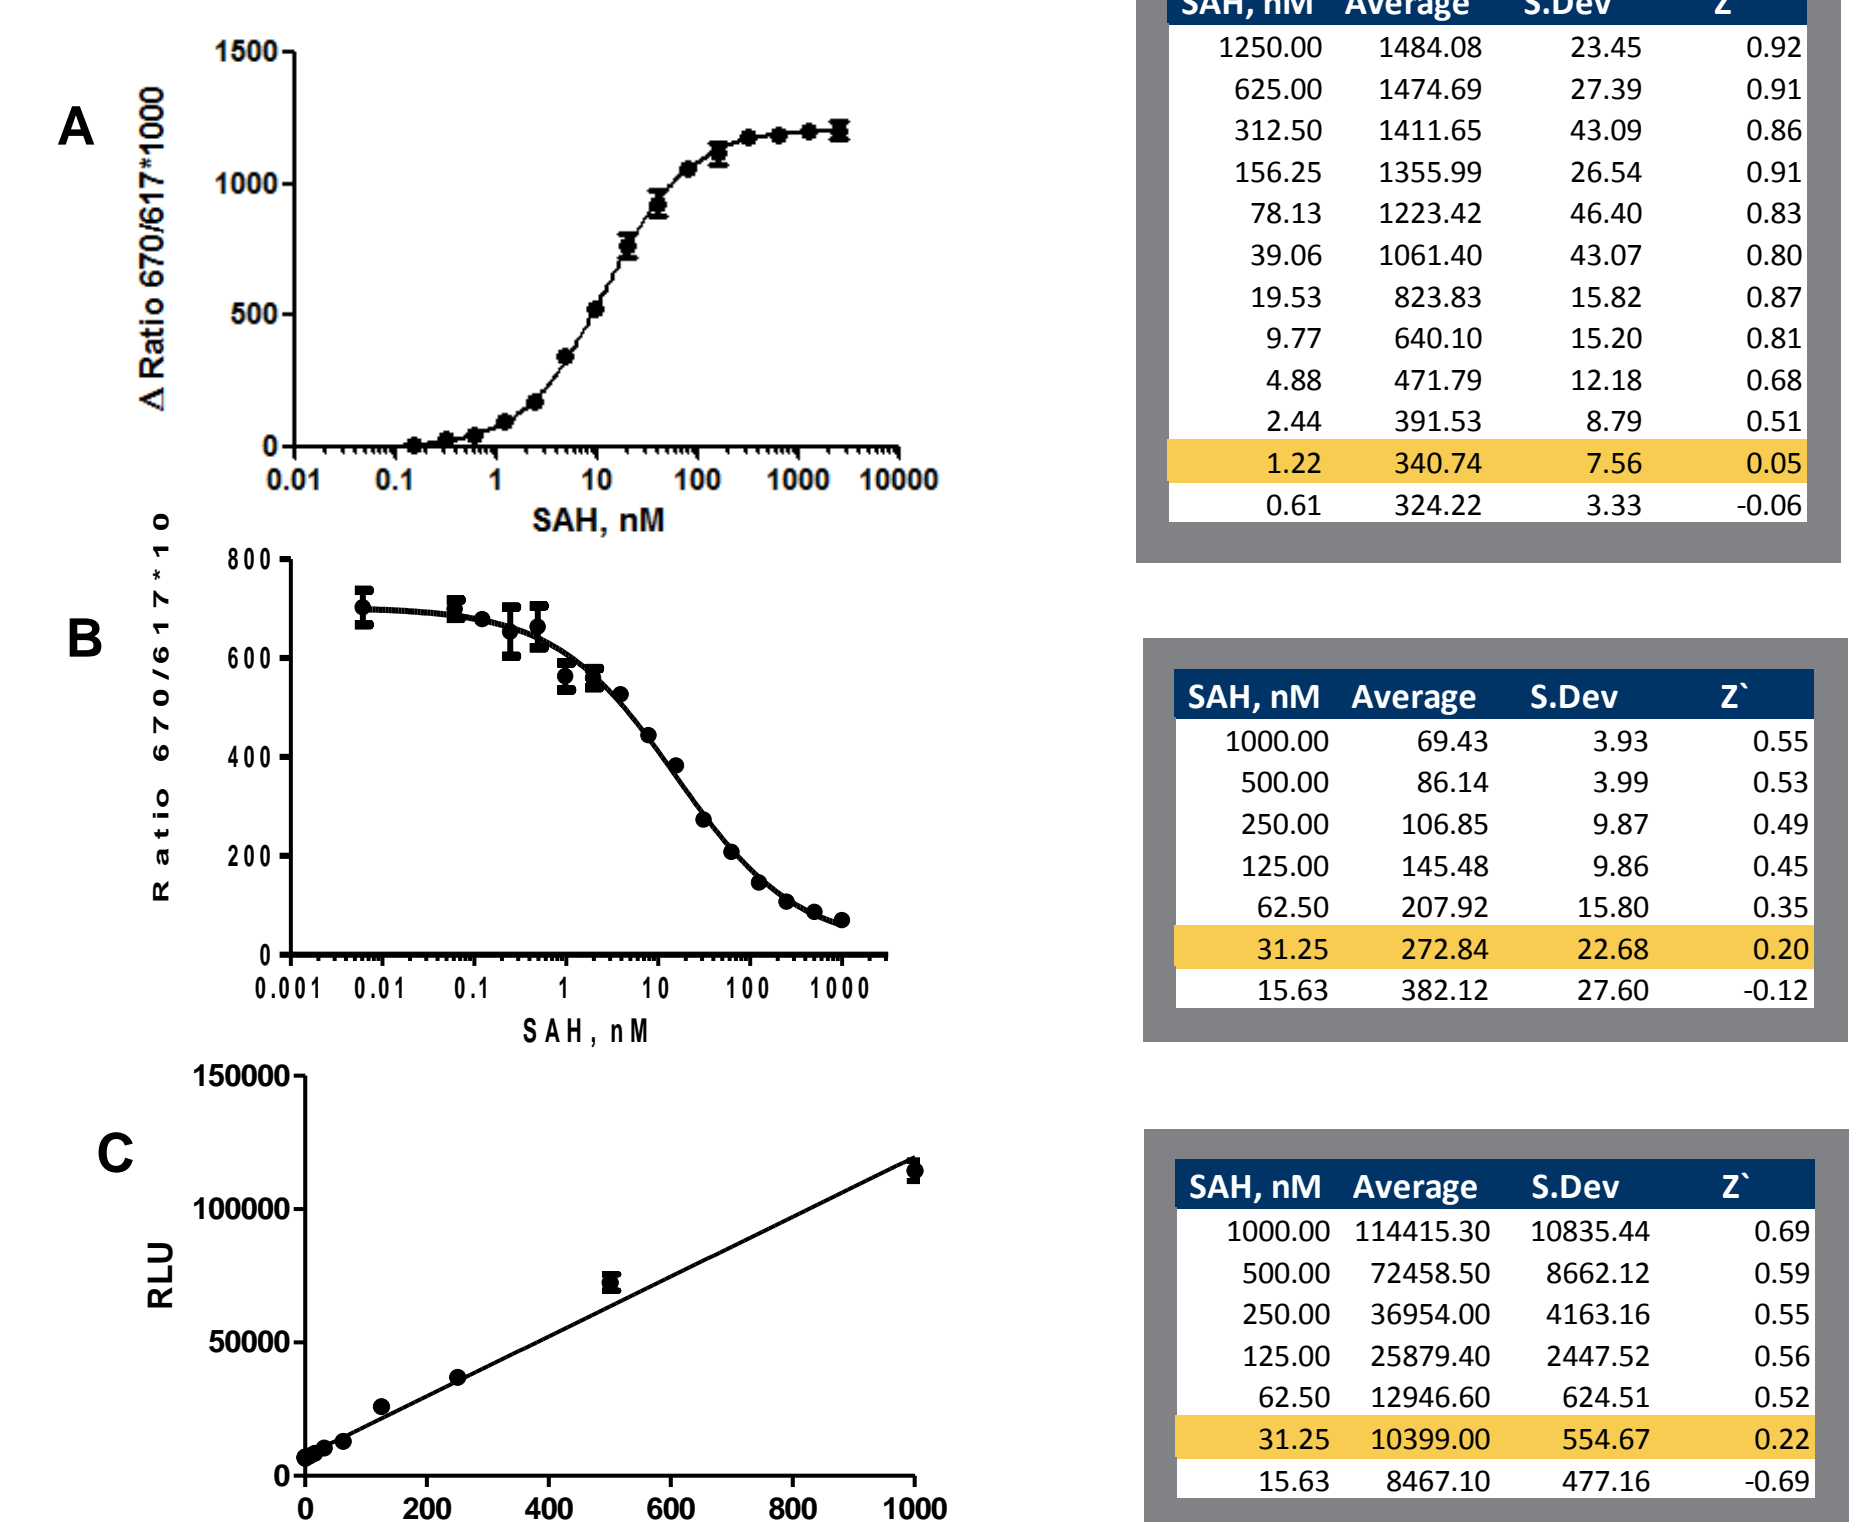 A
Δ Ratio 670/617*1000
1500
1000
500
0
0.01 0.1 1 10 100 1000 10000
SAH, nM
SAH, nM Average S.Dev Z`
1250.00 1484.08 23.45 0.92
625.00 1474.69 27.39 0.91
312.50 1411.65 43.09 0.86
156.25 1355.99 26.54 0.91
78.13 1223.42 46.40 0.83
39.06 1061.40 43.07 0.80
19.53 823.83 15.82 0.87
9.77 640.10 15.20 0.81
4.88 471.79 12.18 0.68
2.44 391.53 8.79 0.51
1.22 340.74 7.56 0.05
0.61 324.22 3.33 -0.06
B
Ratio 670/617*10
800
600
400
200
0
0.001 0.01 0.1 1 10 100 1000
SAH, nM
SAH, nM Average S.Dev Z`
1000.00 69.43 3.93 0.55
500.00 86.14 3.99 0.53
250.00 106.85 9.87 0.49
125.00 145.48 9.86 0.45
62.50 207.92 15.80 0.35
31.25 272.84 22.68 0.20
15.63 382.12 27.60 -0.12
C
RLU
150000
100000
50000
0
0 200 400 600 800 1000
SAH, nM Average S.Dev Z`
1000.00 114415.30 10835.44 0.69
500.00 72458.50 8662.12 0.59
250.00 36954.00 4163.16 0.55
125.00 25879.40 2447.52 0.56
62.50 12946.60 624.51 0.52
31.25 10399.00 554.67 0.22
15.63 8467.10 477.16 -0.69